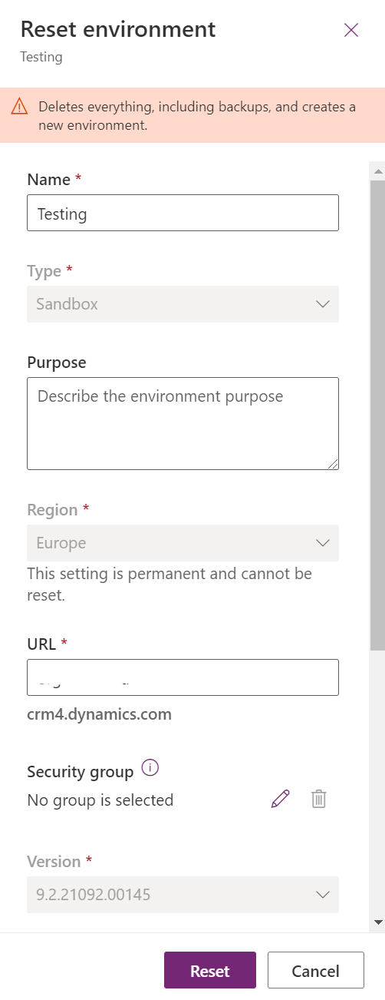 Reset environment
Testing
Deletes everything, including backups, and creates a
new environment.
Name *
Testing
Type *
Sandbox
Purpose
Describe the environment purpose
Region *
Europe
This setting is permanent and cannot be
reset.
URL *
crm4.dynamics.com
Security group
No group is selected
Version *
9.2.21092.00145
Reset
Cancel